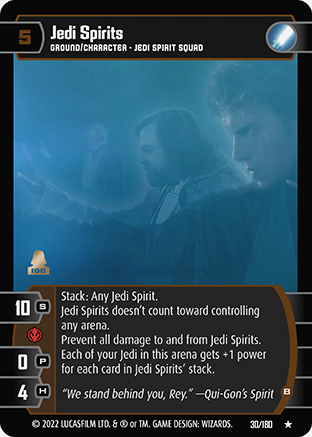 5
Jedi Spirits
GROUND/CHARACTER - JEDI SPIRIT SQUAD
IDC
10 S
0 P
4 H
Stack: Any Jedi Spirit.
Jedi Spirits doesn't count toward controlling
any arena.
Prevent all damage to and from Jedi Spirits.
Each of your Jedi in this arena gets +1 power
for each card in Jedi Spirits' stack.
"We stand behind you, Rey." —Qui-Gon's Spirit
B
© 2022 LUCASFILM LTD. & ® or TM. GAME DESIGN: WIZARDS.
30/180 ★